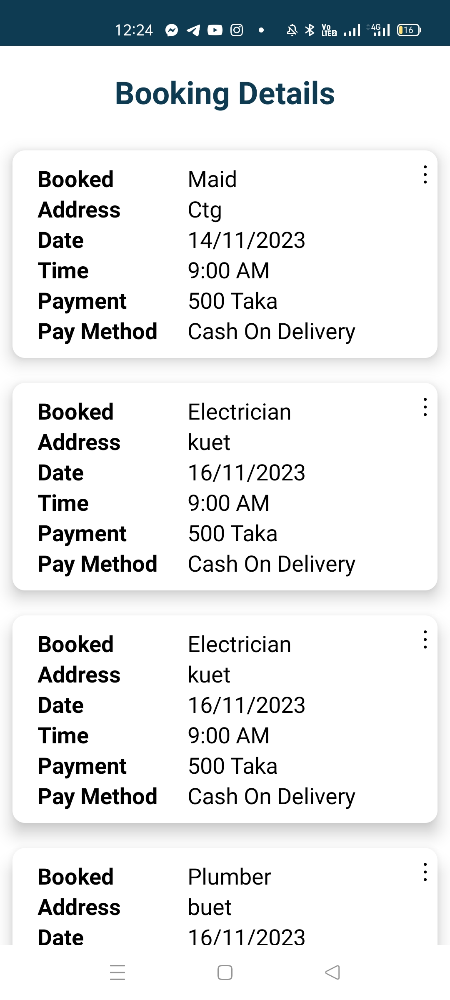 12:24 Vo LTE 2 4G 16
Booking Details
Booked Maid
Address Ctg
Date 14/11/2023
Time 9:00 AM
Payment 500 Taka
Pay Method Cash On Delivery
Booked Electrician
Address kuet
Date 16/11/2023
Time 9:00 AM
Payment 500 Taka
Pay Method Cash On Delivery
Booked Electrician
Address kuet
Date 16/11/2023
Time 9:00 AM
Payment 500 Taka
Pay Method Cash On Delivery
Booked Plumber
Address buet
Date 16/11/2023